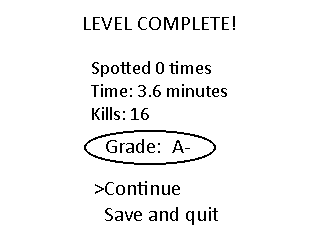 LEVEL COMPLETE!
Spotted 0 times
Time: 3.6 minutes
Kills: 16
Grade: A-
>Continue
Save and quit